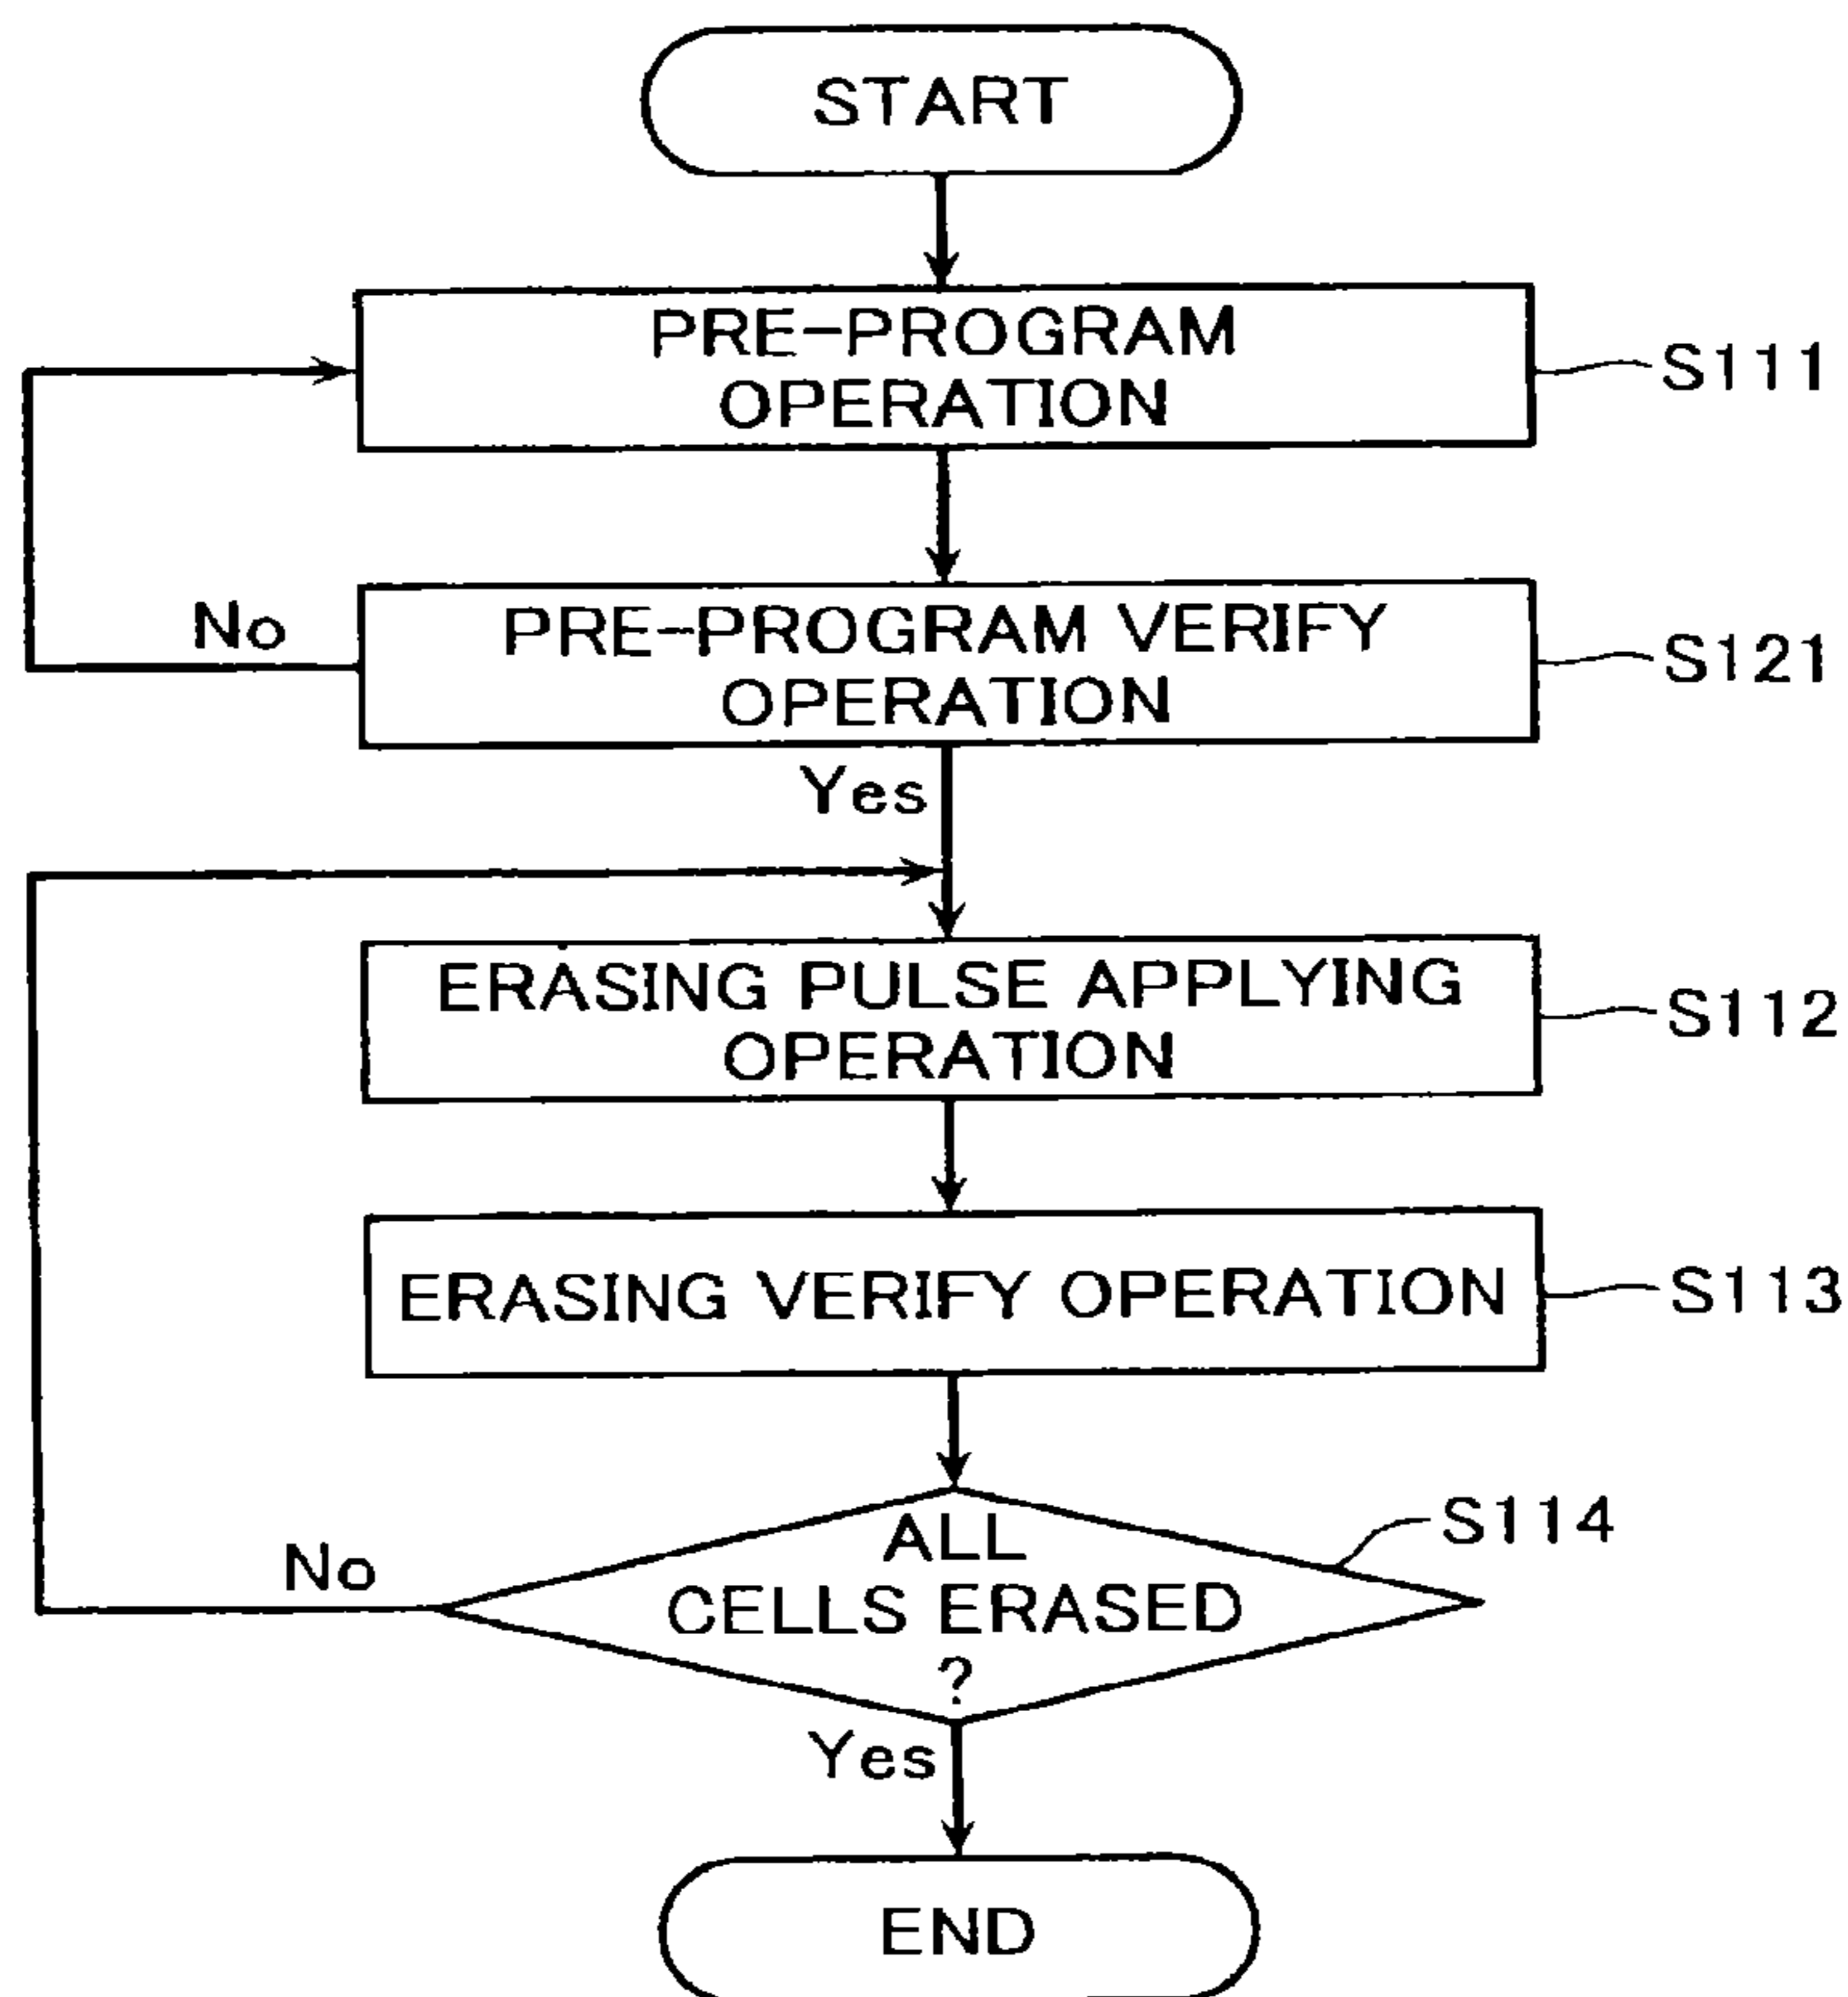 START
PRE-PROGRAM
OPERATION
S111
No
PRE-PROGRAM VERIFY
OPERATION
S121
Yes
ERASING PULSE APPLYING
OPERATION
S112
ERASING VERIFY OPERATION
S113
ALL
CELLS ERASED
?
S114
No
Yes
END